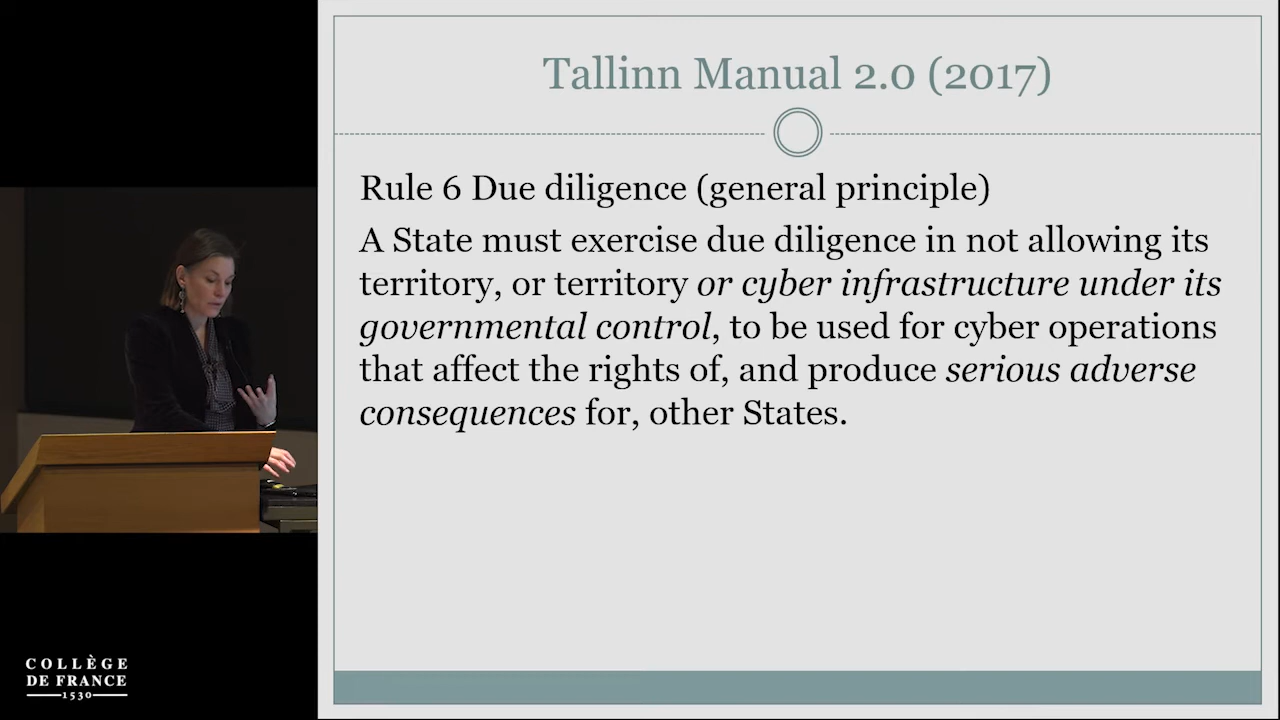 Tallinn Manual 2.0 (2017)
Rule 6 Due diligence (general principle)
A State must exercise due diligence in not allowing its
territory, or territory or cyber infrastructure under its
governmental control, to be used for cyber operations
that affect the rights of, and produce serious adverse
consequences for, other States.
COLLÈGE
DE FRANCE
1530